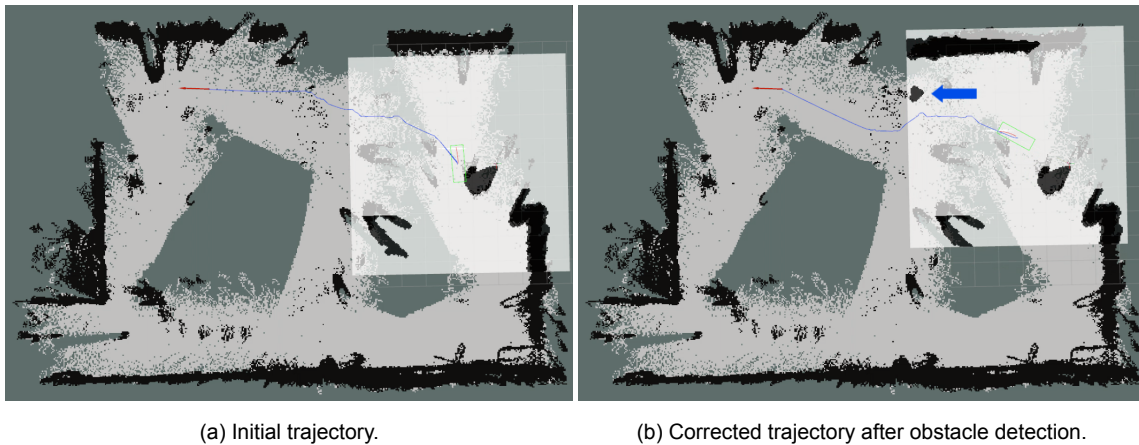 (a) Initial trajectory.
(b) Corrected trajectory after obstacle detection.